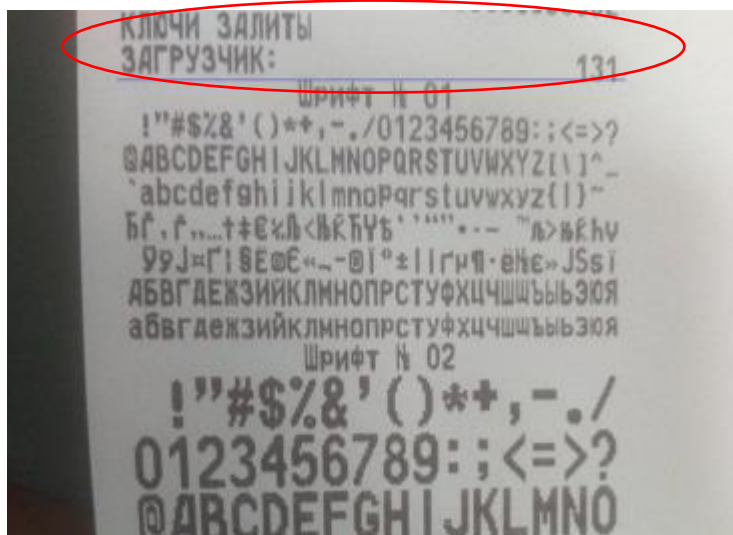 КЛЮЧИ ЗАЛИТЫ
ЗАГРУЗЧИК: 131
Шрифт № 01
!"#$%&'()*+,-./0123456789:;<=>?
@ABCDEFGHIJKLMNOPQRSTUVWXYZ[\]^_
`abcdefghijklmnopqrstuvwxyz{|}~
АБВГДЕЖЗИЙКЛМНОПРСТУФХЦЧШЩЪЫЬЭЮЯ
абвгдежзийклмнопрстуфхцчшщъыьэюя
Шрифт № 02
!"#$%&'()*+,-./
0123456789:;<=>?
@ABCDEFGHIJKLMNO